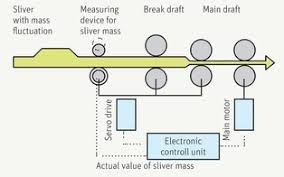 Sliver
with mass
fluctuation
Measuring
device for
sliver mass
Break draft
Main draft
Servo drive
Main motor
Electronic
controll unit
Actual value of sliver mass